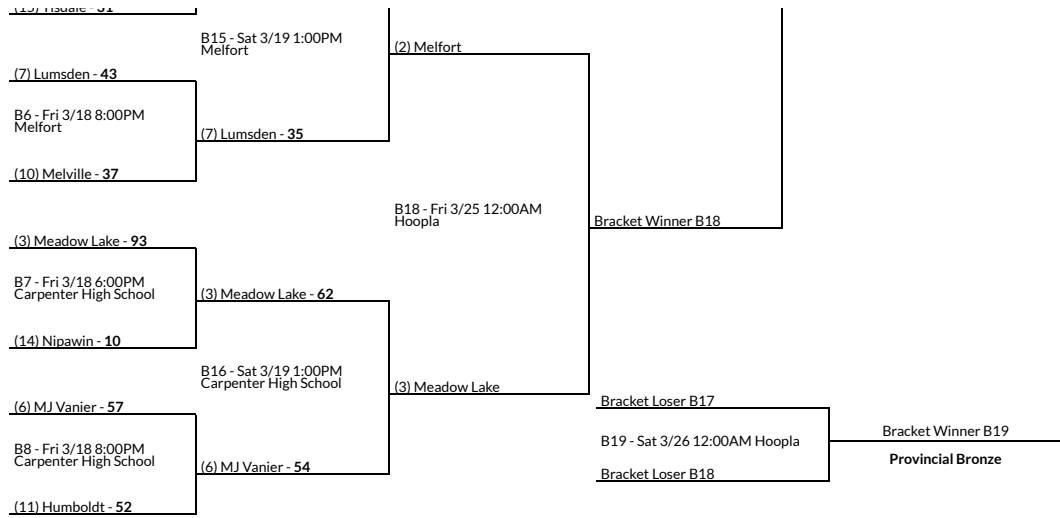 (15) Tisdale - 31
B15 - Sat 3/19 1:00PM
Melfort
(2) Melfort
(7) Lumsden - 43
B6 - Fri 3/18 8:00PM
Melfort
(7) Lumsden - 35
(10) Melville - 37
B18 - Fri 3/25 12:00AM
Hoopla
Bracket Winner B18
(3) Meadow Lake - 93
B7 - Fri 3/18 6:00PM
Carpenter High School
(3) Meadow Lake - 62
(14) Nipawin - 10
B16 - Sat 3/19 1:00PM
Carpenter High School
(3) Meadow Lake
(6) MJ Vanier - 57
B8 - Fri 3/18 8:00PM
Carpenter High School
(6) MJ Vanier - 54
(11) Humboldt - 52
Bracket Loser B17
B19 - Sat 3/26 12:00AM Hoopla
Bracket Loser B18
Bracket Winner B19
Provincial Bronze